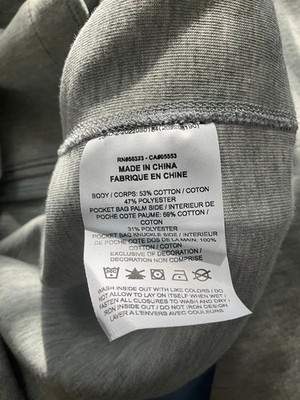 RN#56323 - CA#05553
MADE IN CHINA
FABRIQUE EN CHINE
BODY / CORPS: 53% COTTON / COTON
47% POLYESTER
POCKET BAG PALM SIDE / INTERIEUR DE
POCHE COTE PAUME: 69% COTTON /
COTON
31% POLYESTER
POCKET BAG KNUCKLE SIDE / INTERIEUR
DE POCHE COTE DOS DE LA MAIN: 100%
COTTON / COTON
EXCLUSIVE OF DECORATION /
DECORATION NON COMPRISE
WASH INSIDE OUT WITH LIKE COLORS / DO
NOT ALLOW TO LAY ON ITSELF WHEN WET /
FASTEN ALL CLOSURES TO WASH AND DRY /
IRON INSIDE OUT / DO
LAVER A L'ENVERS AVEC COULEURS